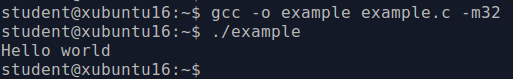 student@xubuntu16:~$ gcc -o example example.c -m32
student@xubuntu16:~$ ./example
Hello world
student@xubuntu16:~$